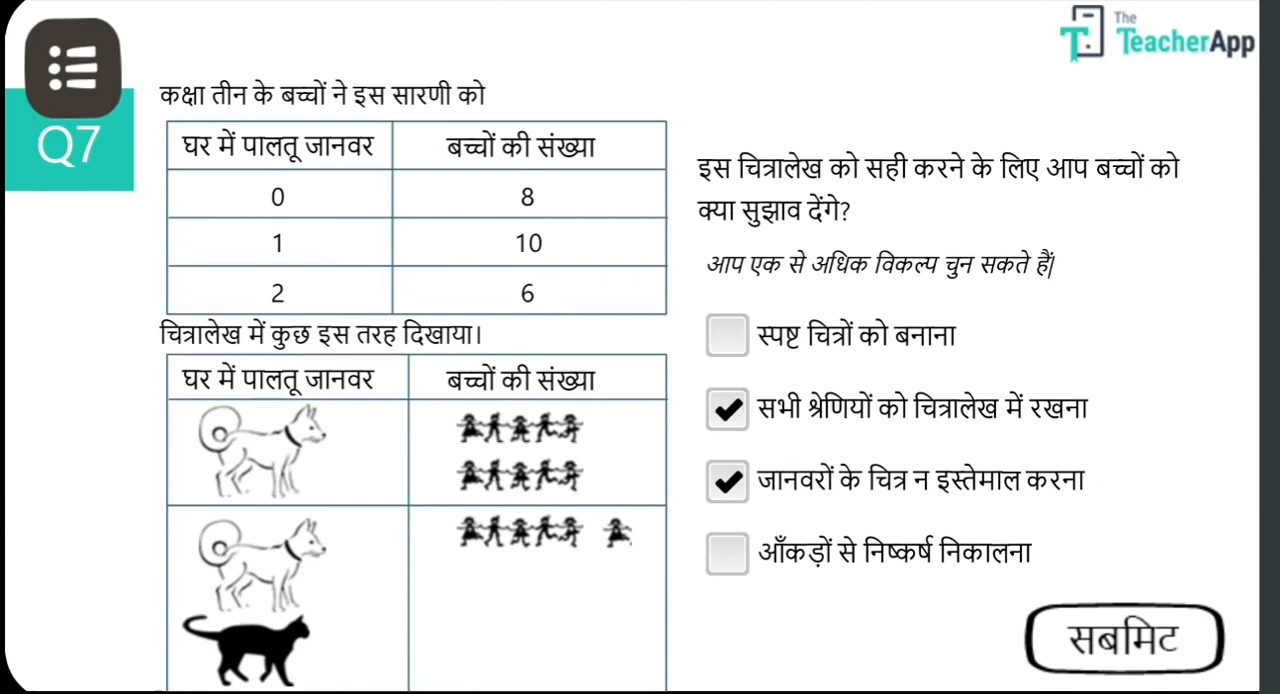 The
TeacherApp
Q7
कक्षा तीन के बच्चों ने इस सारणी को
घर में पालतू जानवर बच्चों की संख्या
0 8
1 10
2 6
चित्रालेख में कुछ इस तरह दिखाया।
घर में पालतू जानवर बच्चों की संख्या
इस चित्रालेख को सही करने के लिए आप बच्चों को
क्या सुझाव देंगे?
आप एक से अधिक विकल्प चुन सकते हैं|
स्पष्ट चित्रों को बनाना
सभी श्रेणियों को चित्रालेख में रखना
जानवरों के चित्र न इस्तेमाल करना
आँकड़ों से निष्कर्ष निकालना
सबमिट